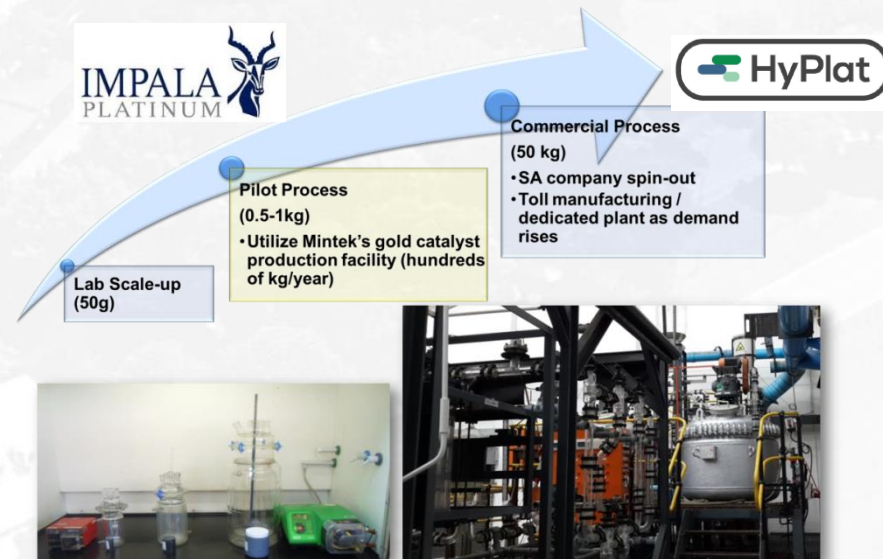 IMPALA
PLATINUM
HyPlat
Commercial Process
(50 kg)
•SA company spin-out
•Toll manufacturing /
dedicated plant as demand
rises
Pilot Process
(0.5-1kg)
•Utilize Mintek's gold catalyst
production facility (hundreds
of kg/year)
Lab Scale-up
(50g)